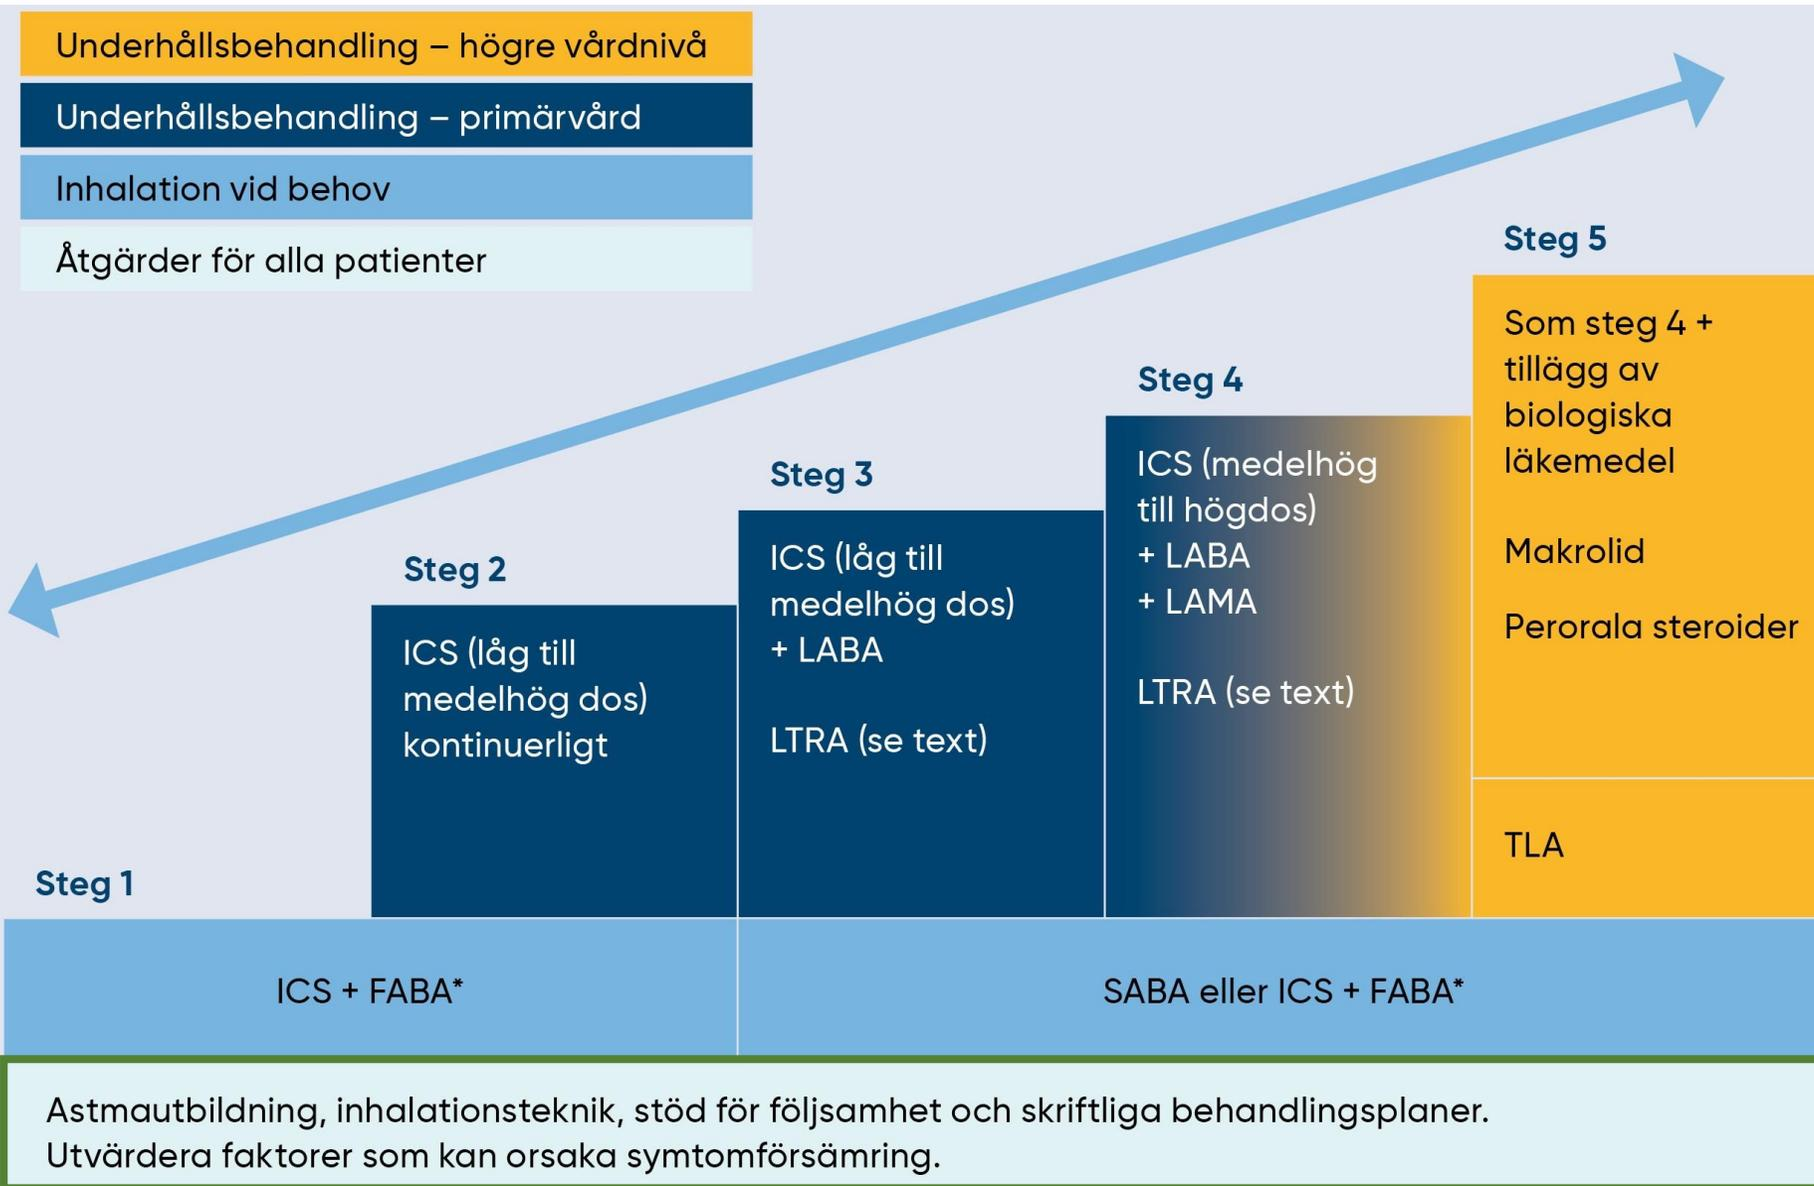 Underhållsbehandling – högre vårdnivå
Underhållsbehandling – primärvård
Inhalation vid behov
Åtgärder för alla patienter
Steg 1
Steg 2
ICS (låg till
medelhög dos)
kontinuerligt
Steg 3
ICS (låg till
medelhög dos)
+ LABA
LTRA (se text)
Steg 4
ICS (medelhög
till högdos)
+ LABA
+ LAMA
LTRA (se text)
Steg 5
Som steg 4 +
tillägg av
biologiska
läkemedel
Makrolid
Perorala steroider
TLA
ICS + FABA*
SABA eller ICS + FABA*
Astmautbildning, inhalationsteknik, stöd för följsamhet och skriftliga behandlingsplaner.
Utvärdera faktorer som kan orsaka symtomförsämring.